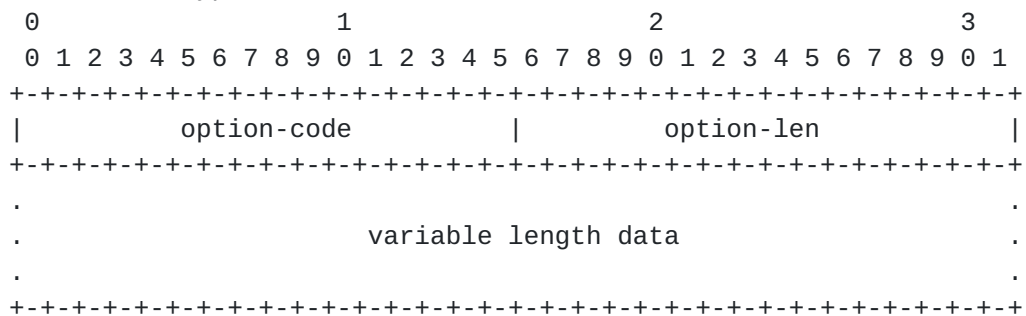 0                   1                   2                   3
 0 1 2 3 4 5 6 7 8 9 0 1 2 3 4 5 6 7 8 9 0 1 2 3 4 5 6 7 8 9 0 1
+-+-+-+-+-+-+-+-+-+-+-+-+-+-+-+-+-+-+-+-+-+-+-+-+-+-+-+-+-+-+-+-+
|          option-code          |         option-len            |
+-+-+-+-+-+-+-+-+-+-+-+-+-+-+-+-+-+-+-+-+-+-+-+-+-+-+-+-+-+-+-+-+
.                                                               .
.                      variable length data                     .
.                                                               .
+-+-+-+-+-+-+-+-+-+-+-+-+-+-+-+-+-+-+-+-+-+-+-+-+-+-+-+-+-+-+-+-+